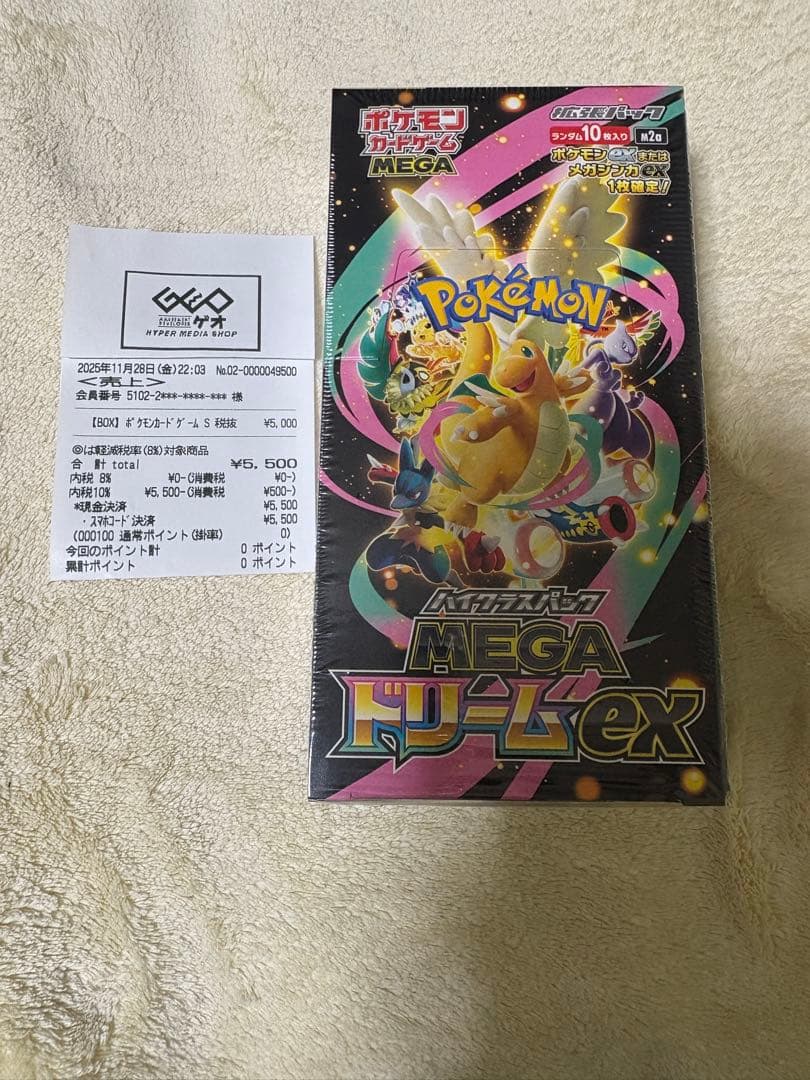 GEO
AMUSEMENT DEVELOPER ゲオ
HYPER MEDIA SHOP
2025年11月28日(金)22:03 No.02-0000049500
<売上>
会員番号 5102-2***-****-*** 様
【BOX】ポケモンカードゲーム S 税抜 ¥5,000
◎は軽減税率(8%)対象商品
合 計 total ¥5,500
内税 8% ¥0-(消費税 ¥0-)
内税10% ¥5,500-(消費税 ¥500-)
*現金決済 ¥5,500
・スマホコード決済 ¥5,500
(000100 通常ポイント(掛率) 0)
今回のポイント計 0 ポイント
累計ポイント 0 ポイント
ポケモン
カードゲーム
MEGA
拡張パック
ランダム10枚入り M2a
ポケモンexまたは
メガシンカex
1枚確定!
POKéMON
ハイクラスパック
MEGA
ドリームex